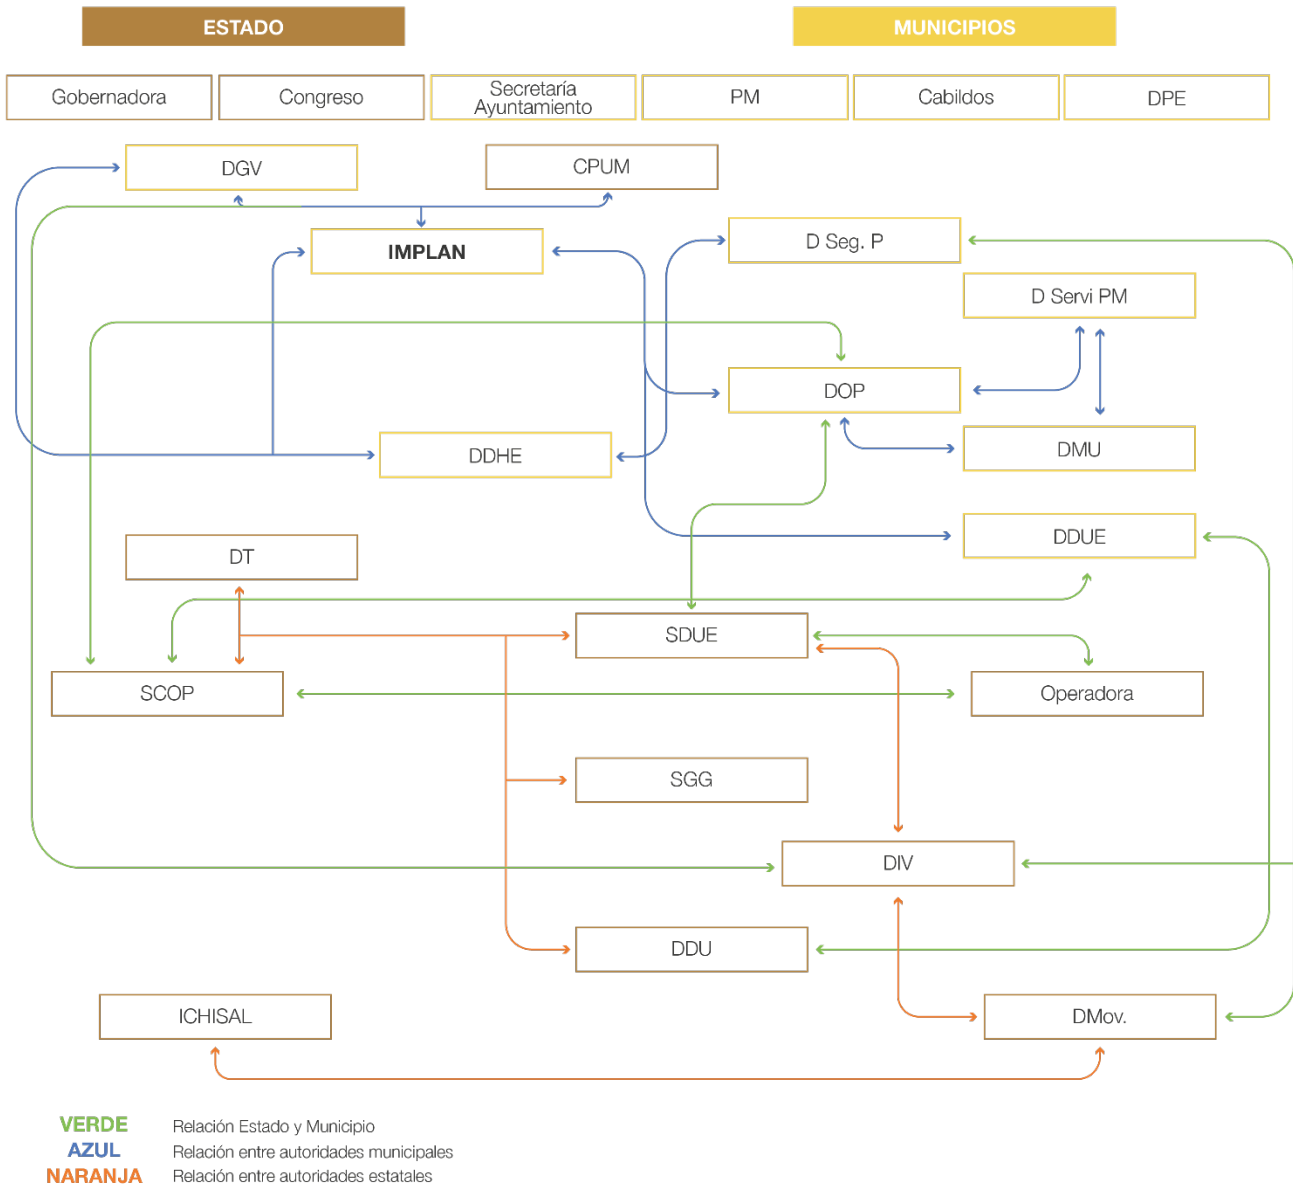 ESTADO
MUNICIPIOS
Gobernadora
Congreso
Secretaría
Ayuntamiento
PM
Cabildos
DPE
DGV
CPUM
IMPLAN
D Seg. P
D Servi PM
DOP
DDHE
DMU
DDUE
DT
SDUE
SCOP
Operadora
SGG
DIV
DDU
ICHISAL
DMov.
VERDE Relación Estado y Municipio
AZUL Relación entre autoridades municipales
NARANJA Relación entre autoridades estatales